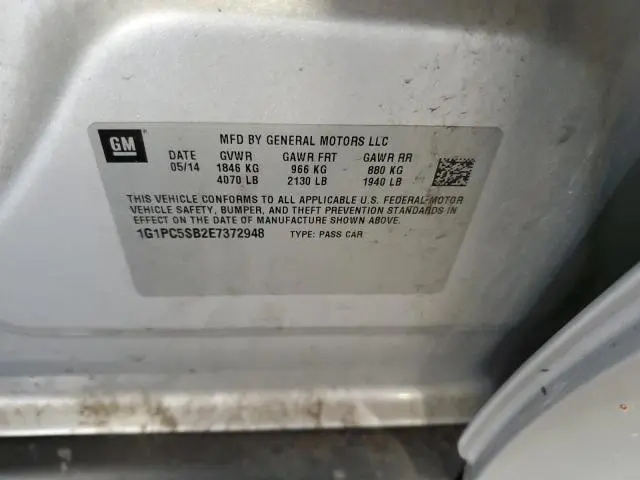 GM
MFD BY GENERAL MOTORS LLC
DATE GVWR GAWR FRT GAWR RR
05/14 1846 KG 966 KG 880 KG
4070 LB 2130 LB 1940 LB
THIS VEHICLE CONFORMS TO ALL APPLICABLE U.S. FEDERAL MOTOR
VEHICLE SAFETY, BUMPER, AND THEFT PREVENTION STANDARDS IN
EFFECT ON THE DATE OF MANUFACTURE SHOWN ABOVE.
1G1PC5SB2E7372948 TYPE: PASS CAR